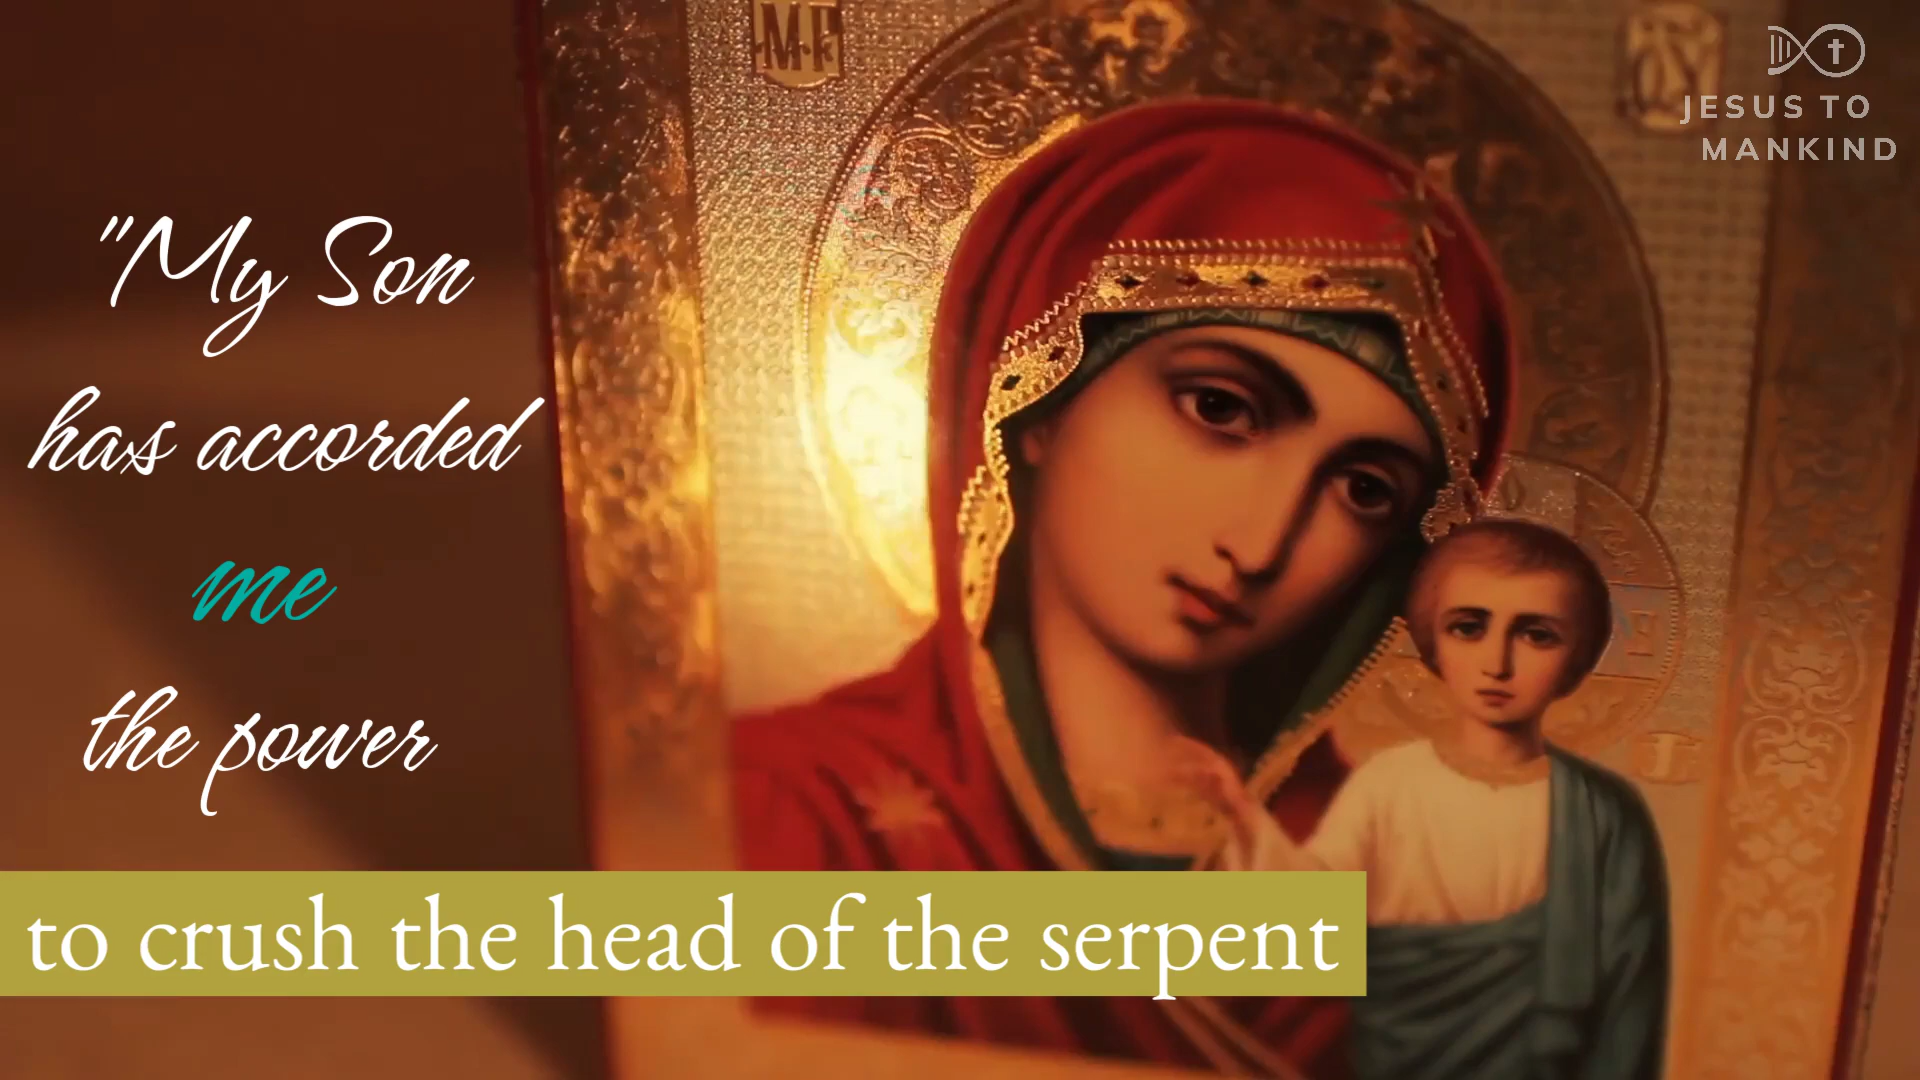 "My Son
has accorded
me
the power
to crush the head of the serpent
JESUS TO
MANKIND